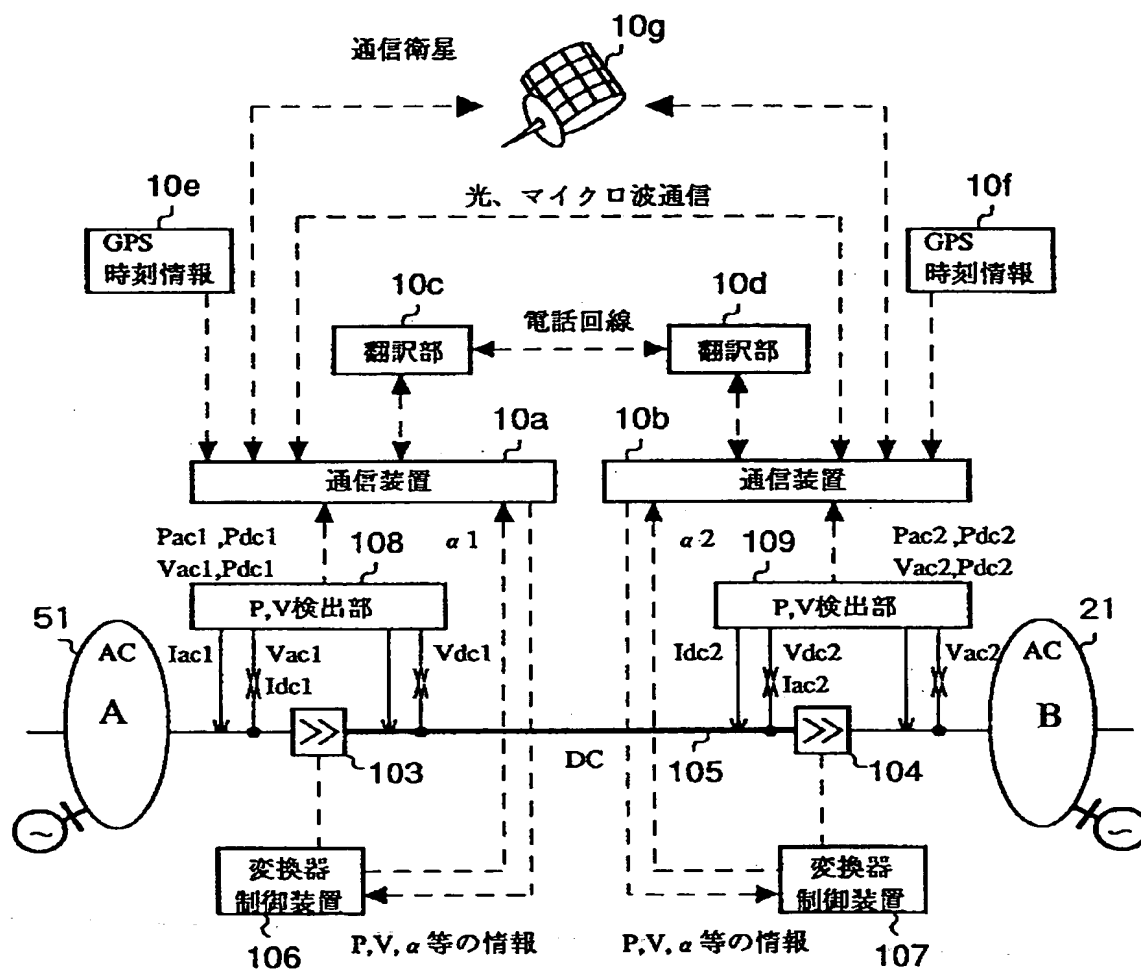 通信衛星
10g
10e
光、マイクロ波通信
10f
GPS
時刻情報
GPS
時刻情報
10c
電話回線
10d
翻訳部
翻訳部
10a
10b
通信装置
通信装置
Pac1 ,Pdc1
Vac1,Pdc1
108
α1
α2
109
Pac2 ,Pdc2
Vac2,Pdc2
P,V検出部
P,V検出部
51
21
AC
A
Iac1
Vac1
Idc1
Vdc1
Idc2
Vdc2
Iac2
Vac2
AC
B
103
DC
105
104
変換器
制御装置
変換器
制御装置
106
P,V,α等の情報
P,V,α等の情報
107